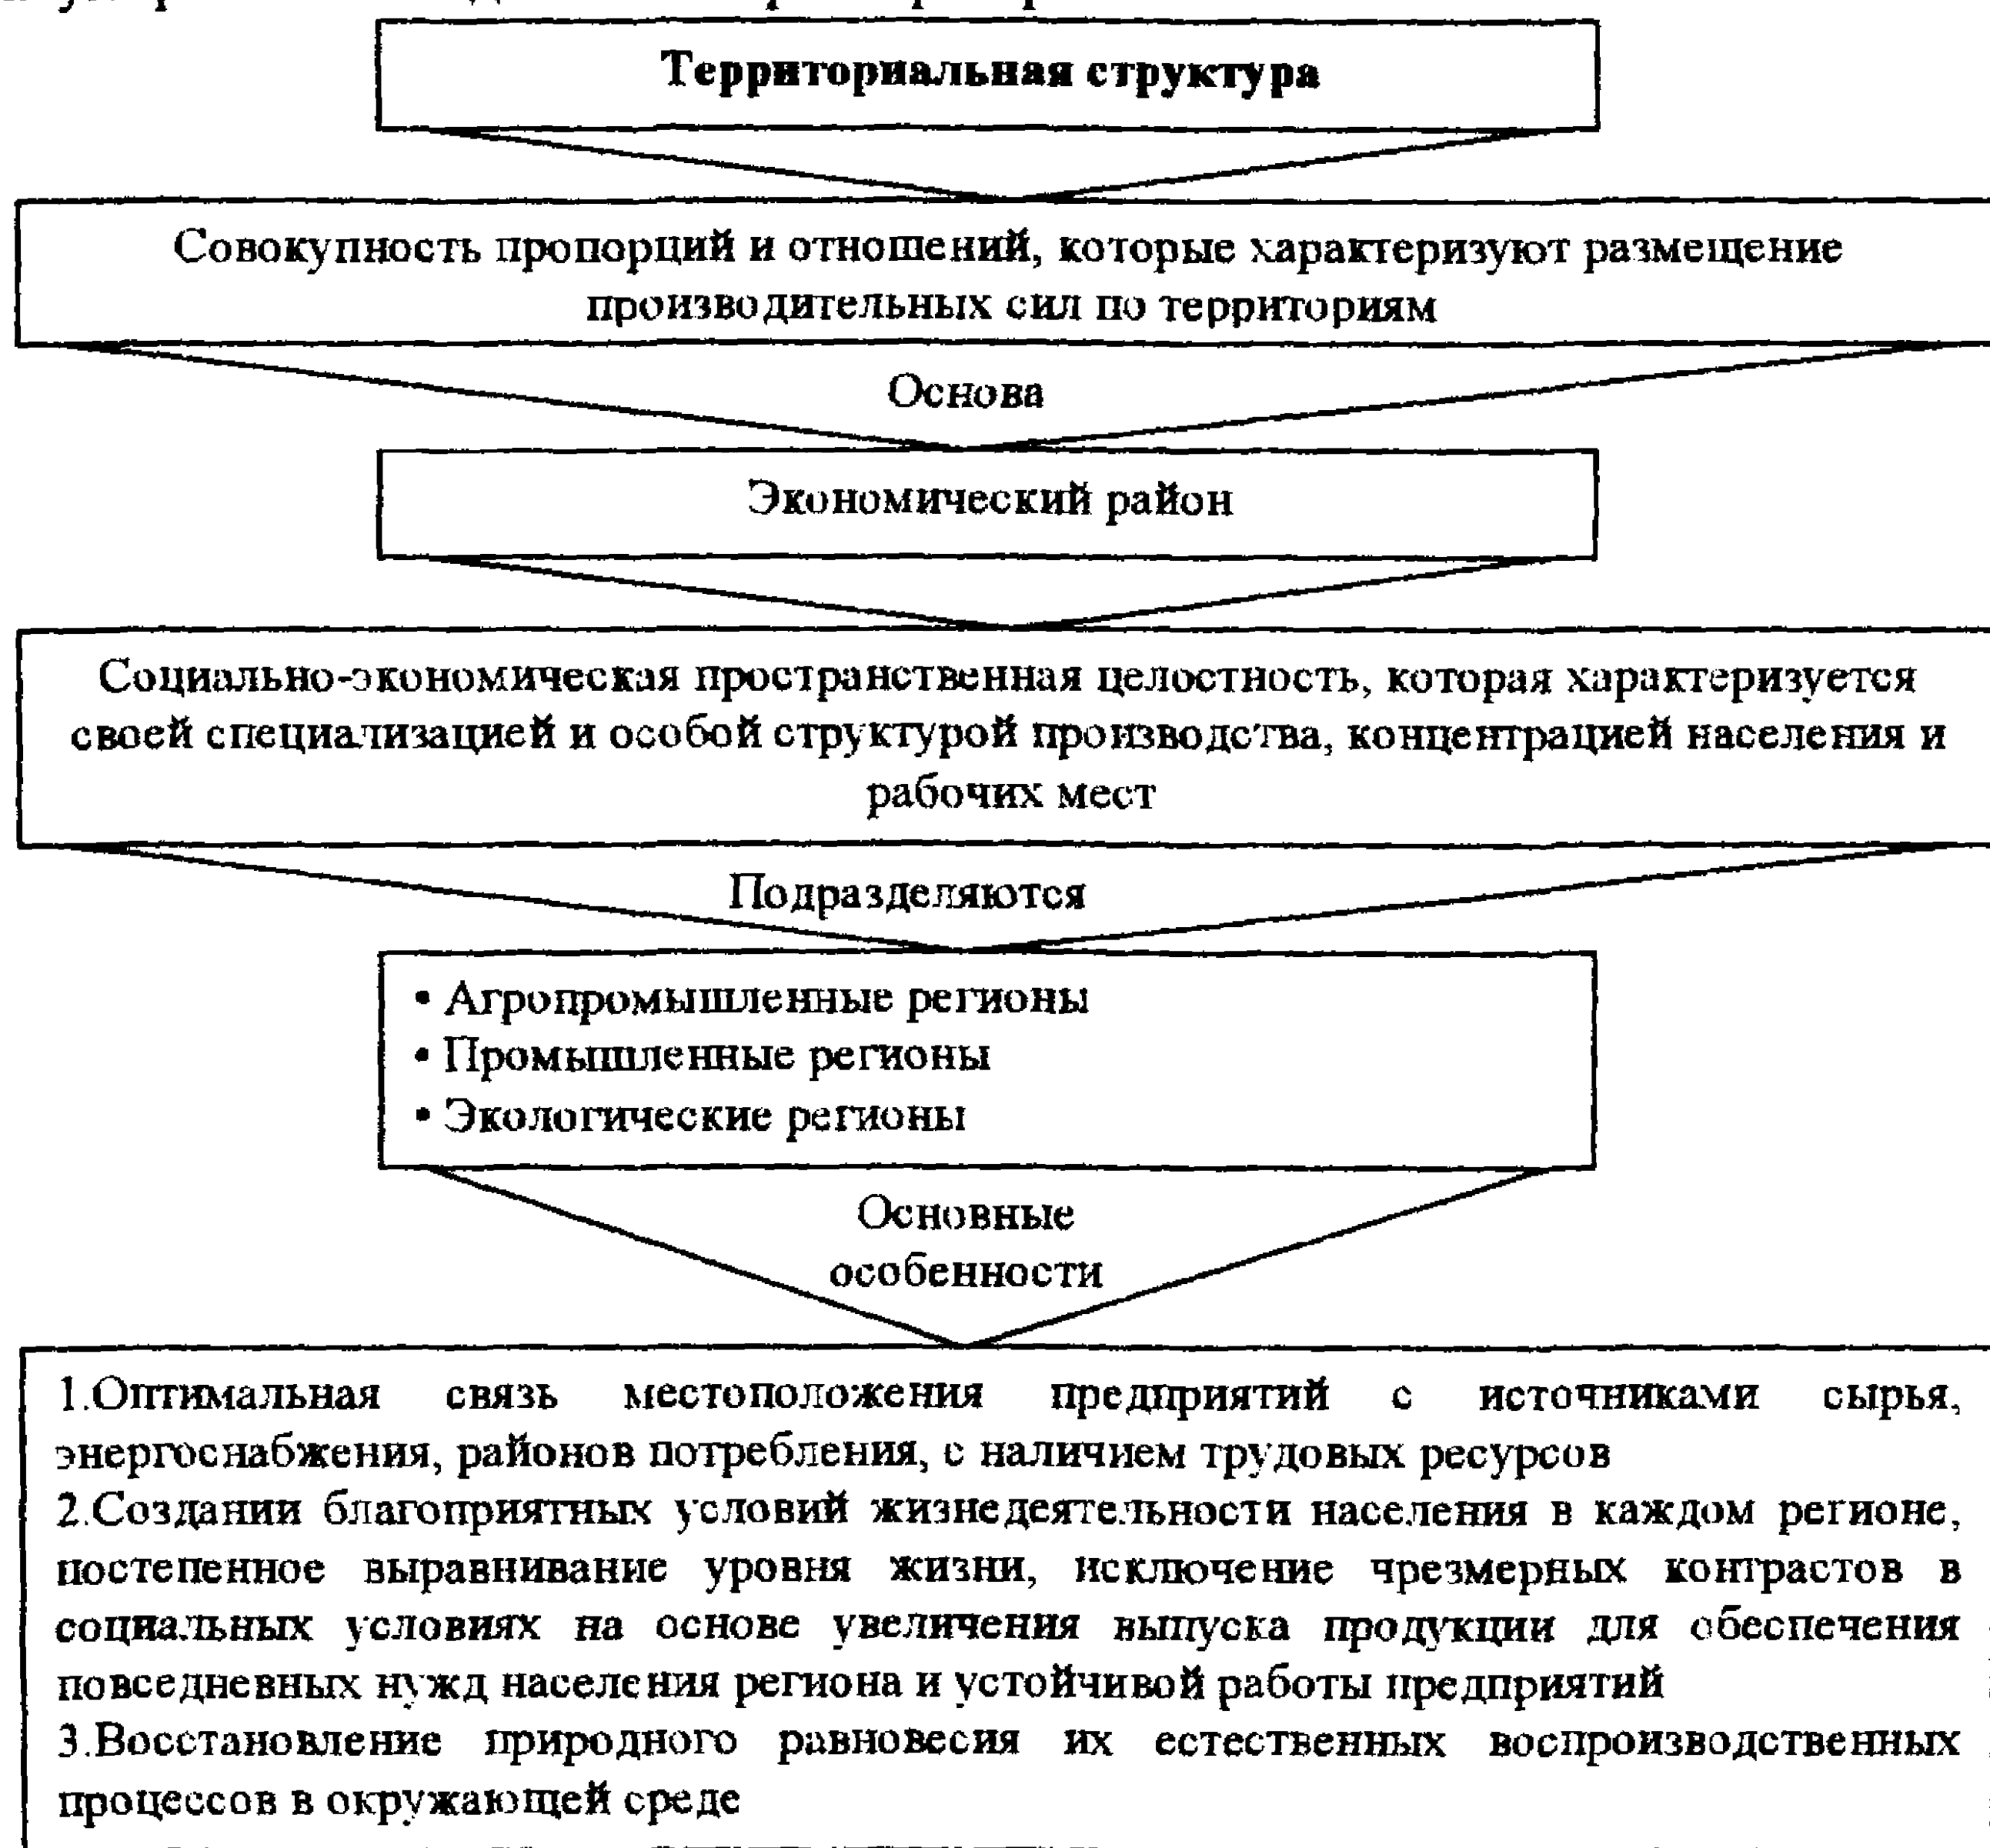 Территориальная структура
Совокупность пропорций и отношений, которые характеризуют размещение
производительных сил по территориям
Основа
Экономический район
Социально-экономическая пространственная целостность, которая характеризуется
своей специализацией и особой структурой производства, концентрацией населения и
рабочих мест
Подразделяются
• Агропромышленные регионы
• Промышленные регионы
• Экологические регионы
Основные
особенности
1.Оптимальная связь местоположения предприятий с источниками сырья,
энергоснабжения, районов потребления, с наличием трудовых ресурсов
2.Создании благоприятных условий жизнедеятельности населения в каждом регионе,
постепенное выравнивание уровня жизни, исключение чрезмерных контрастов в
социальных условиях на основе увеличения выпуска продукции для обеспечения
повседневных нужд населения региона и устойчивой работы предприятий
3.Восстановление природного равновесия их естественных воспроизводственных
процессов в окружающей среде